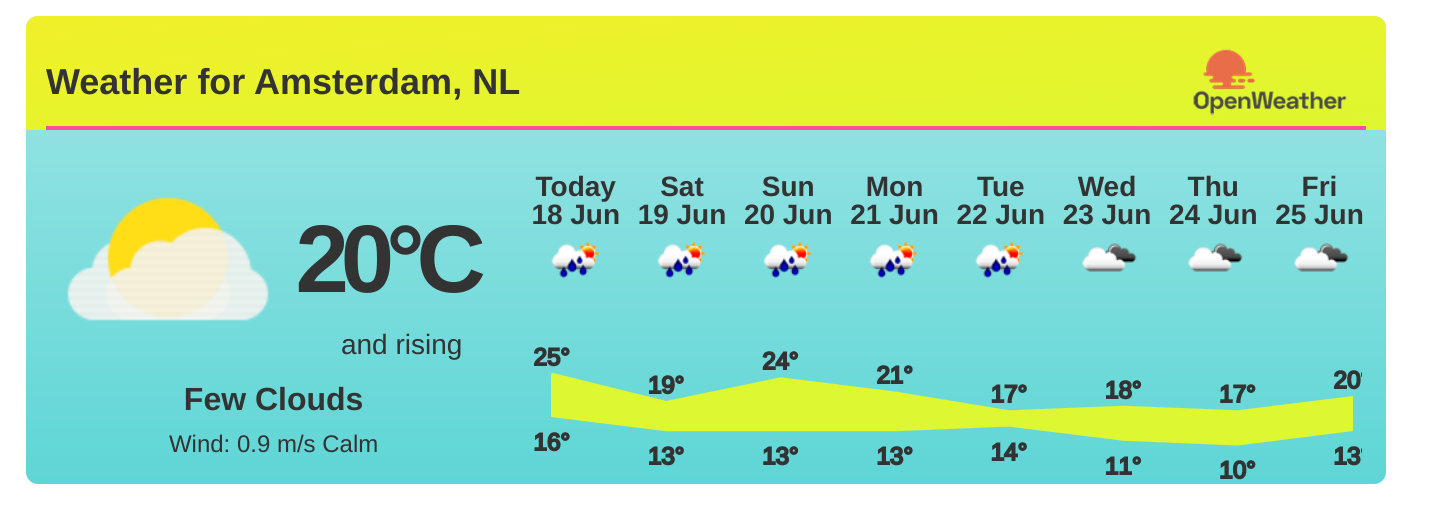 Weather for Amsterdam, NL
OpenWeather
Today Sat Sun Mon Tue Wed Thu Fri
18 Jun 19 Jun 20 Jun 21 Jun 22 Jun 23 Jun 24 Jun 25 Jun
20°C
and rising
Few Clouds
Wind: 0.9 m/s Calm
25° 19° 24° 21° 17° 18° 17° 20°
16° 13° 13° 13° 14° 11° 10° 13°